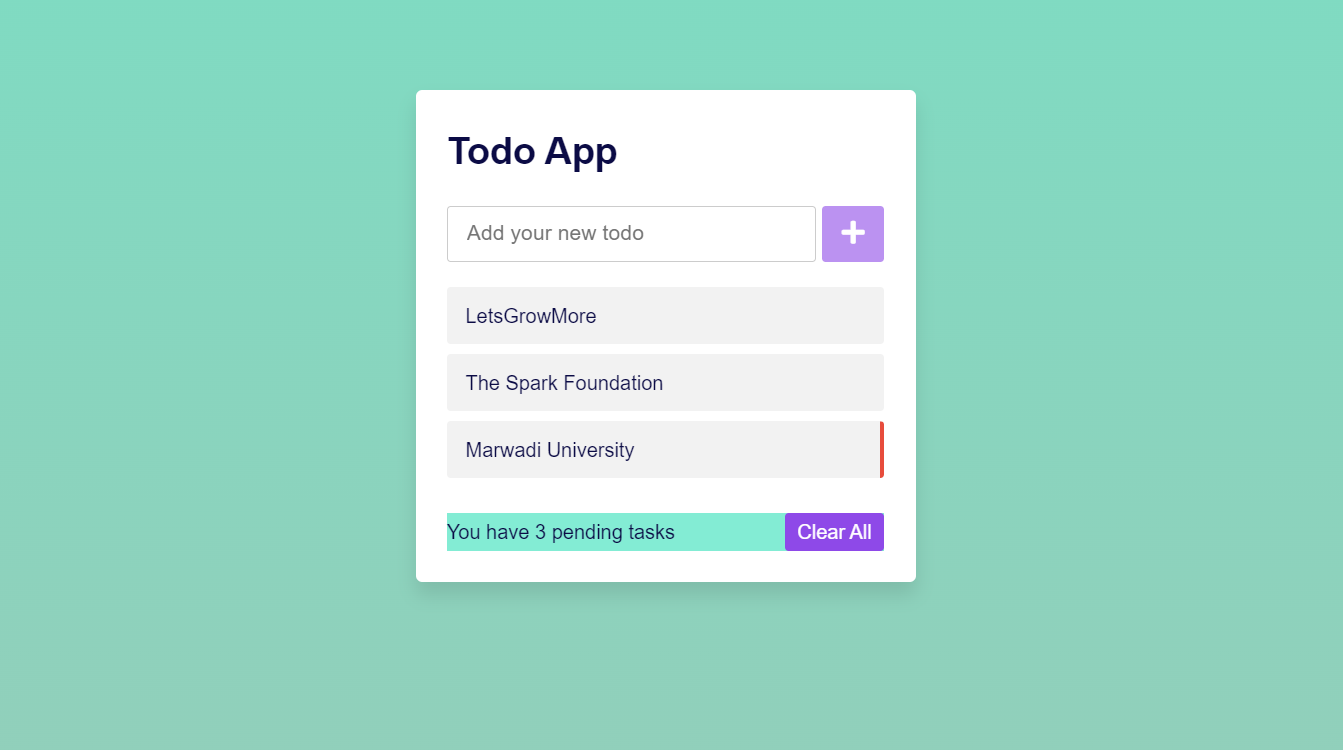 Todo App
Add your new todo
LetsGrowMore
The Spark Foundation
Marwadi University
You have 3 pending tasks Clear All